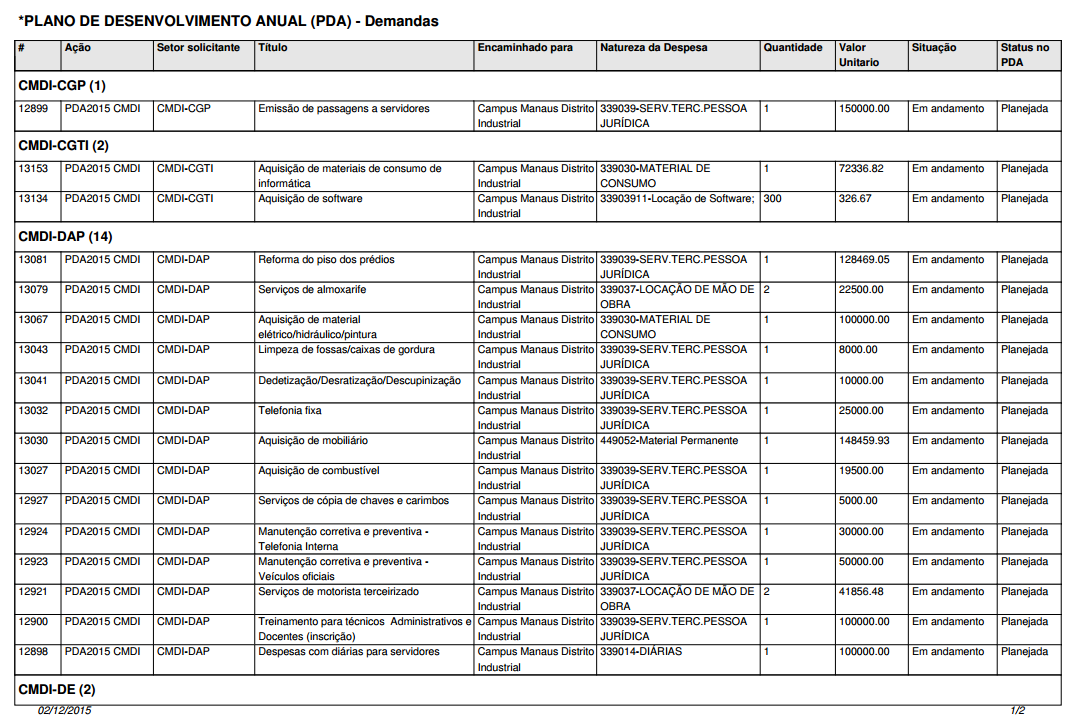 *PLANO DE DESENVOLVIMENTO ANUAL (PDA) - Demandas
# Ação Setor solicitante Título Encaminhado para Natureza da Despesa Quantidade Valor Unitario Situação Status no PDA
CMDI-CGP (1)
12899 PDA2015 CMDI CMDI-CGP Emissão de passagens a servidores Campus Manaus Distrito Industrial 339039-SERV.TERC.PESSOA JURÍDICA 1 150000.00 Em andamento Planejada
CMDI-CGTI (2)
13153 PDA2015 CMDI CMDI-CGTI Aquisição de materiais de consumo de informática Campus Manaus Distrito Industrial 339030-MATERIAL DE CONSUMO 1 72336.82 Em andamento Planejada
13134 PDA2015 CMDI CMDI-CGTI Aquisição de software Campus Manaus Distrito Industrial 33903911-Locação de Software; 300 326.67 Em andamento Planejada
CMDI-DAP (14)
13081 PDA2015 CMDI CMDI-DAP Reforma do piso dos prédios Campus Manaus Distrito Industrial 339039-SERV.TERC.PESSOA JURÍDICA 1 128469.05 Em andamento Planejada
13079 PDA2015 CMDI CMDI-DAP Serviços de almoxarife Campus Manaus Distrito Industrial 339037-LOCAÇÃO DE MÃO DE OBRA 2 22500.00 Em andamento Planejada
13067 PDA2015 CMDI CMDI-DAP Aquisição de material elétrico/hidráulico/pintura Campus Manaus Distrito Industrial 339030-MATERIAL DE CONSUMO 1 100000.00 Em andamento Planejada
13043 PDA2015 CMDI CMDI-DAP Limpeza de fossas/caixas de gordura Campus Manaus Distrito Industrial 339039-SERV.TERC.PESSOA JURÍDICA 1 8000.00 Em andamento Planejada
13041 PDA2015 CMDI CMDI-DAP Dedetização/Desratização/Descupinização Campus Manaus Distrito Industrial 339039-SERV.TERC.PESSOA JURÍDICA 1 10000.00 Em andamento Planejada
13032 PDA2015 CMDI CMDI-DAP Telefonia fixa Campus Manaus Distrito Industrial 339039-SERV.TERC.PESSOA JURÍDICA 1 25000.00 Em andamento Planejada
13030 PDA2015 CMDI CMDI-DAP Aquisição de mobiliário Campus Manaus Distrito Industrial 449052-Material Permanente 1 148459.93 Em andamento Planejada
13027 PDA2015 CMDI CMDI-DAP Aquisição de combustível Campus Manaus Distrito Industrial 339039-SERV.TERC.PESSOA JURÍDICA 1 19500.00 Em andamento Planejada
12927 PDA2015 CMDI CMDI-DAP Serviços de cópia de chaves e carimbos Campus Manaus Distrito Industrial 339039-SERV.TERC.PESSOA JURÍDICA 1 5000.00 Em andamento Planejada
12924 PDA2015 CMDI CMDI-DAP Manutenção corretiva e preventiva - Telefonia Interna Campus Manaus Distrito Industrial 339039-SERV.TERC.PESSOA JURÍDICA 1 30000.00 Em andamento Planejada
12923 PDA2015 CMDI CMDI-DAP Manutenção corretiva e preventiva - Veículos oficiais Campus Manaus Distrito Industrial 339039-SERV.TERC.PESSOA JURÍDICA 1 50000.00 Em andamento Planejada
12921 PDA2015 CMDI CMDI-DAP Serviços de motorista terceirizado Campus Manaus Distrito Industrial 339037-LOCAÇÃO DE MÃO DE OBRA 2 41856.48 Em andamento Planejada
12900 PDA2015 CMDI CMDI-DAP Treinamento para técnicos Administrativos e Docentes (inscrição) Campus Manaus Distrito Industrial 339039-SERV.TERC.PESSOA JURÍDICA 1 100000.00 Em andamento Planejada
12898 PDA2015 CMDI CMDI-DAP Despesas com diárias para servidores Campus Manaus Distrito Industrial 339014-DIÁRIAS 1 100000.00 Em andamento Planejada
CMDI-DE (2)
02/12/2015 1/2